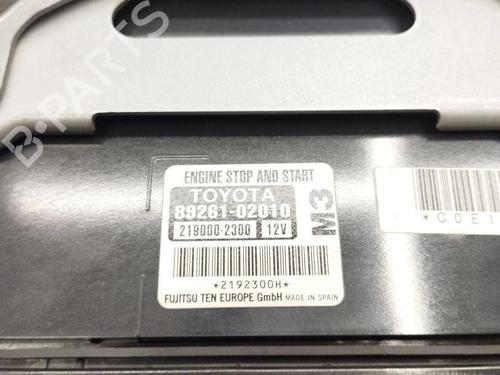 B-PARTS
ENGINE STOP AND START
TOYOTA
89261-02010
M3
219000-2300 12V
*2192300H*
FUJITSU TEN EUROPE GmbH MADE IN SPAIN
*C0E1